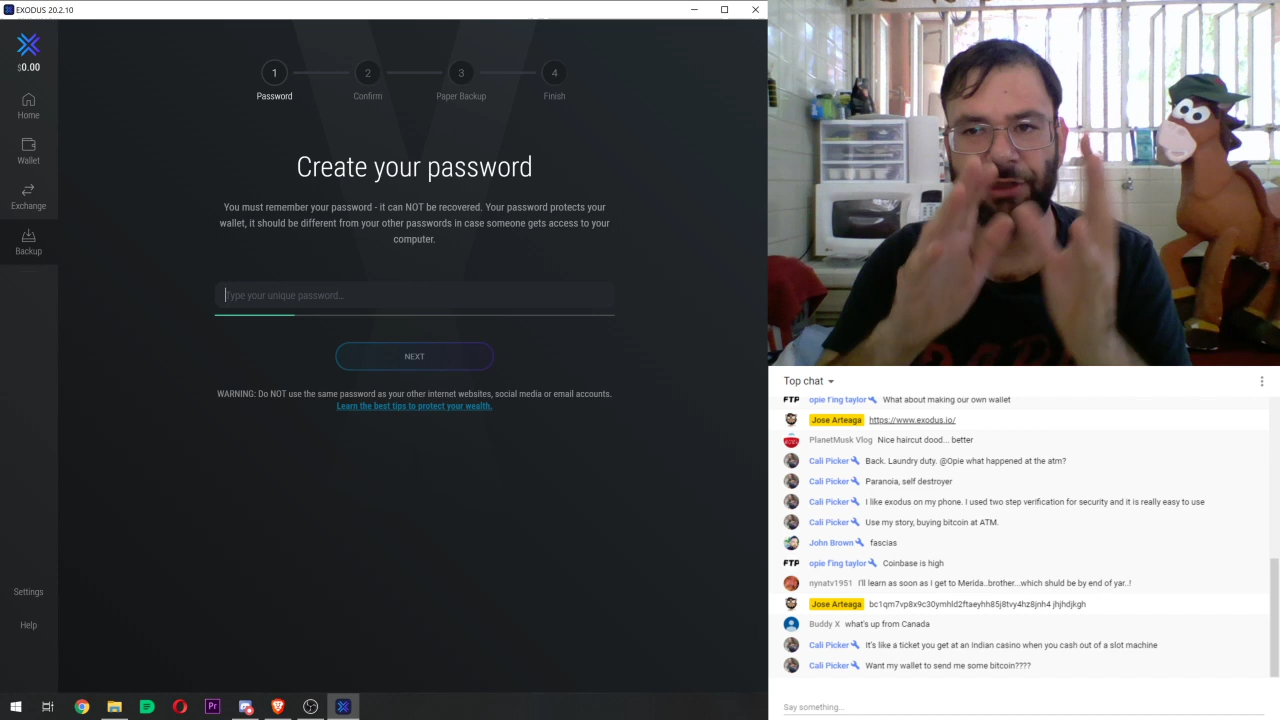 EXODUS 20.2.10
$0.00
Home
Wallet
Exchange
Backup
Settings
Help
1
2
3
4
Password
Confirm
Paper Backup
Finish
Create your password
You must remember your password - it can NOT be recovered. Your password protects your
wallet, it should be different from your other passwords in case someone gets access to your
computer.
Type your unique password...
NEXT
WARNING: Do NOT use the same password as your other internet websites, social media or email accounts.
Learn the best tips to protect your wealth.
Top chat
FTP opie f'ing taylor What about making our own wallet
Jose Arteaga https://www.exodus.io/
PlanetMusk Vlog Nice haircut dood... better
Cali Picker Back. Laundry duty. @Opie what happened at the atm?
Cali Picker Paranoia, self destroyer
Cali Picker I like exodus on my phone. I used two step verification for security and it is really easy to use
Cali Picker Use my story, buying bitcoin at ATM.
John Brown fascias
FTP opie f'ing taylor Coinbase is high
nynatv1951 I'll learn as soon as I get to Merida..brother...which shuld be by end of yar..!
Jose Arteaga bc1qm7vp8x9c30ymhld2ftaeyhh85j8tvy4hz8jnh4 jhjhdjkgh
Buddy X what's up from Canada
Cali Picker It's like a ticket you get at an Indian casino when you cash out of a slot machine
Cali Picker Want my wallet to send me some bitcoin????
Say something...
Pr